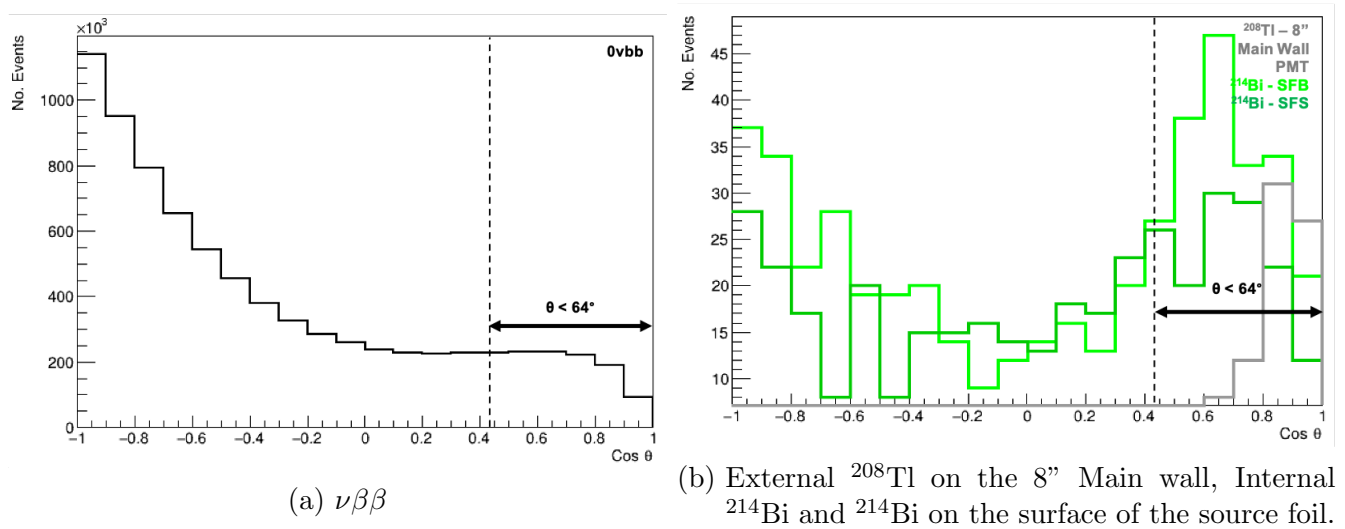 ×10³
No. Events
0νbb
1000
800
600
400
200
0
θ < 64°
−1 −0.8 −0.6 −0.4 −0.2 0 0.2 0.4 0.6 0.8 1
Cos θ
(a) νββ
No. Events
²⁰⁸Tl – 8”
Main Wall
PMT
²¹⁴Bi - SFB
²¹⁴Bi - SFS
45
40
35
30
25
20
15
10
θ < 64°
−1 −0.8 −0.6 −0.4 −0.2 0 0.2 0.4 0.6 0.8 1
Cos θ
(b) External ²⁰⁸Tl on the 8” Main wall, Internal
²¹⁴Bi and ²¹⁴Bi on the surface of the source foil.